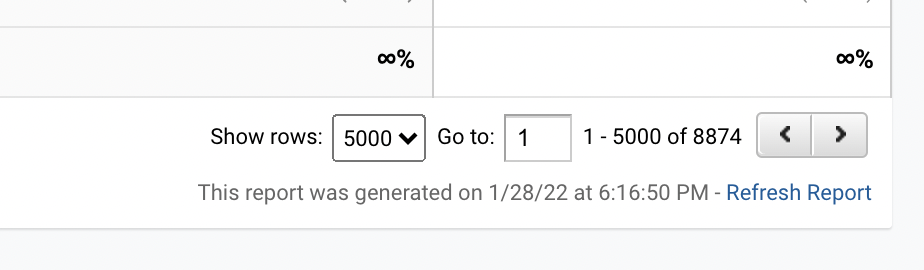 ∞% ∞%
Show rows: 5000 Go to: 1 1 - 5000 of 8874
This report was generated on 1/28/22 at 6:16:50 PM - Refresh Report